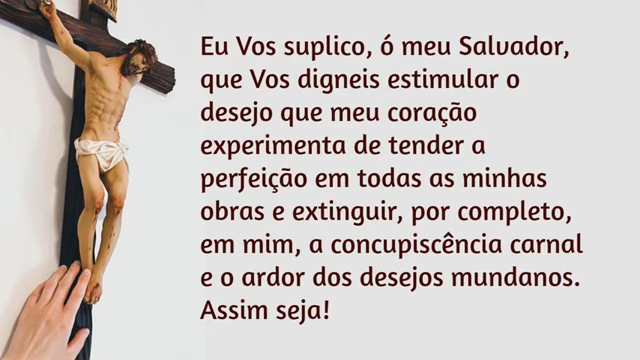 Eu Vos suplico, ó meu Salvador,
que Vos digneis estimular o
desejo que meu coração
experimenta de tender a
perfeição em todas as minhas
obras e extinguir, por completo,
em mim, a concupiscência carnal
e o ardor dos desejos mundanos.
Assim seja!